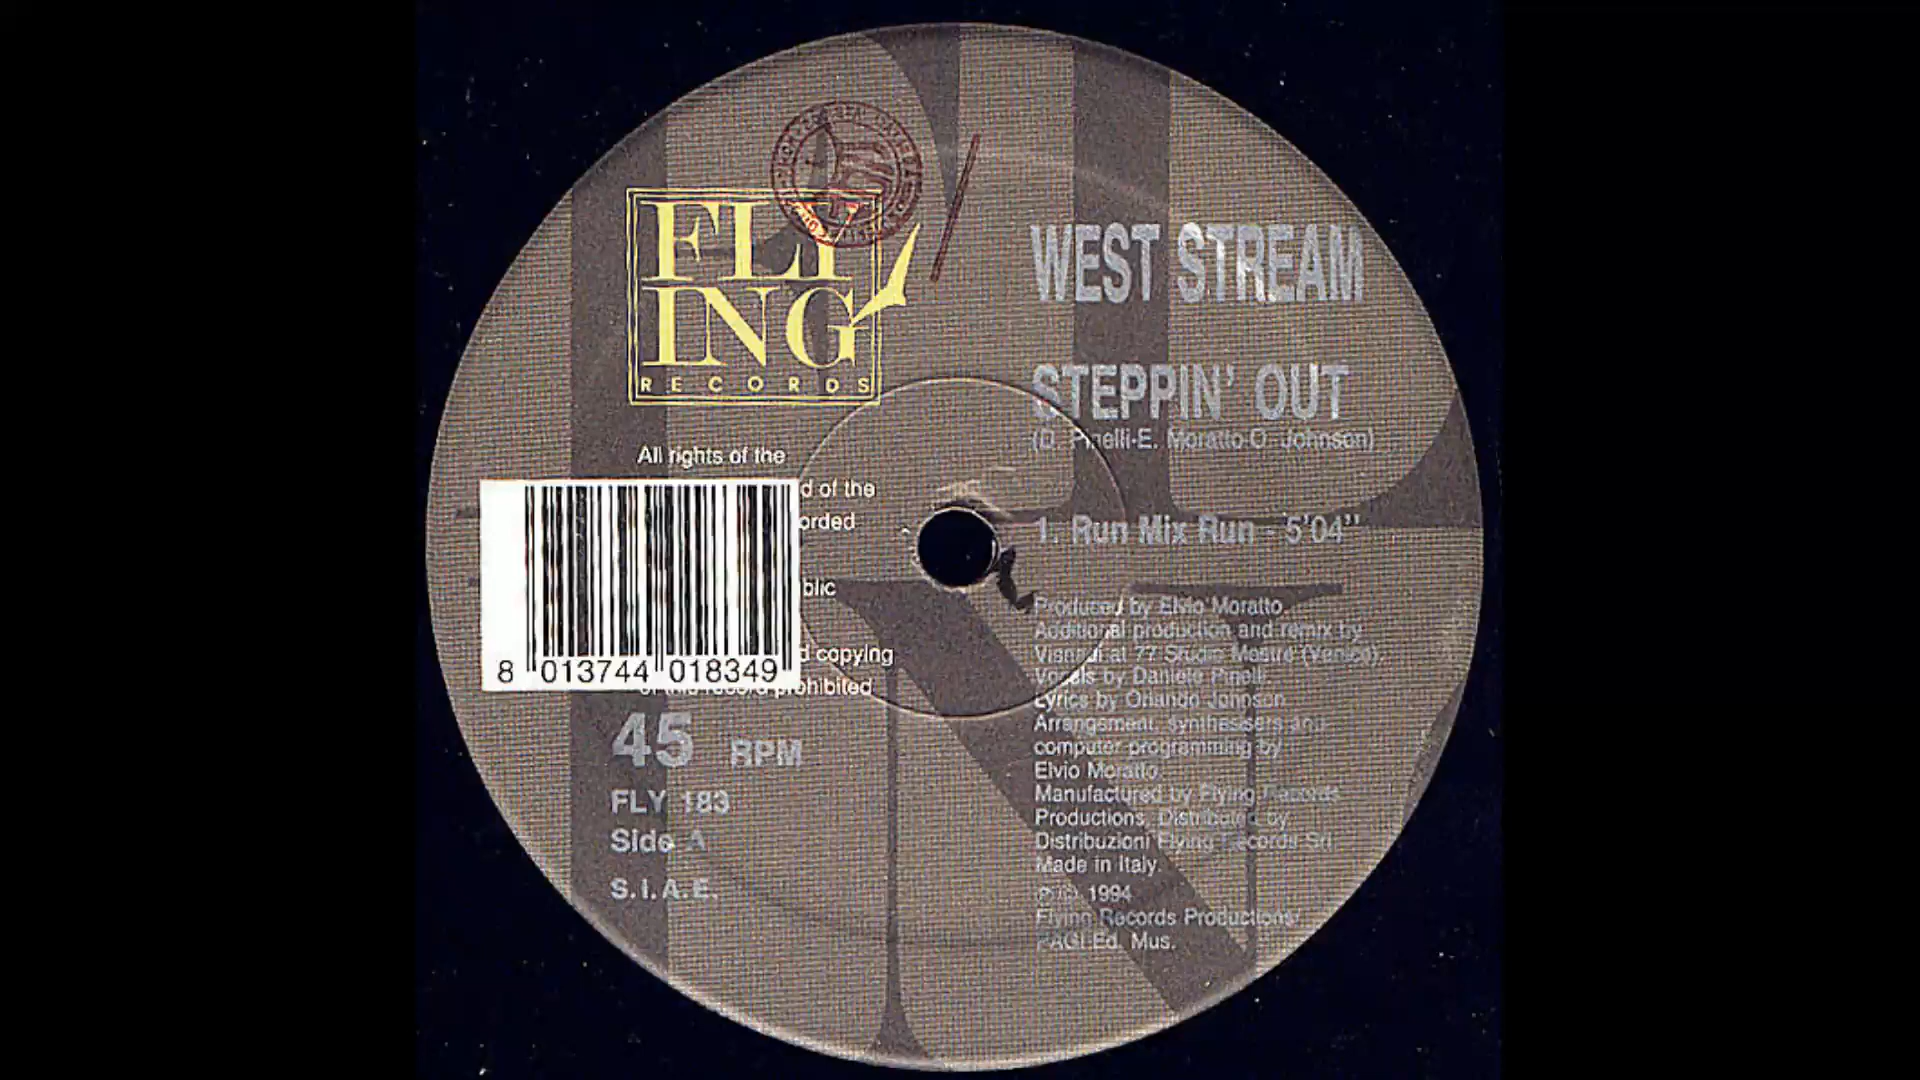 FLY
ING
RECORDS
WEST STREAM
STEPPIN' OUT
(D. Pinelli-E. Moratto-O. Johnson)
1. Run Mix Run - 5'04"
All rights of the
d of the
orded
blic
d copying
of this record prohibited
8 013744 018349
45 RPM
FLY 183
Side A
S.I.A.E.
Produced by Elvio Moratto
Additional production and remix by
at 77 Studio Mestre (Venice).
Vocals by Daniele Pinelli.
Lyrics by Orlando Johnson
Arrangement, synthesisers and
computer programming by
Elvio Moratto.
Manufactured by Flying Records
Productions, Distributed by
Distribuzioni Flying Records Srl
Made in Italy.
℗© 1994
Flying Records Productions/
PAGI Ed. Mus.